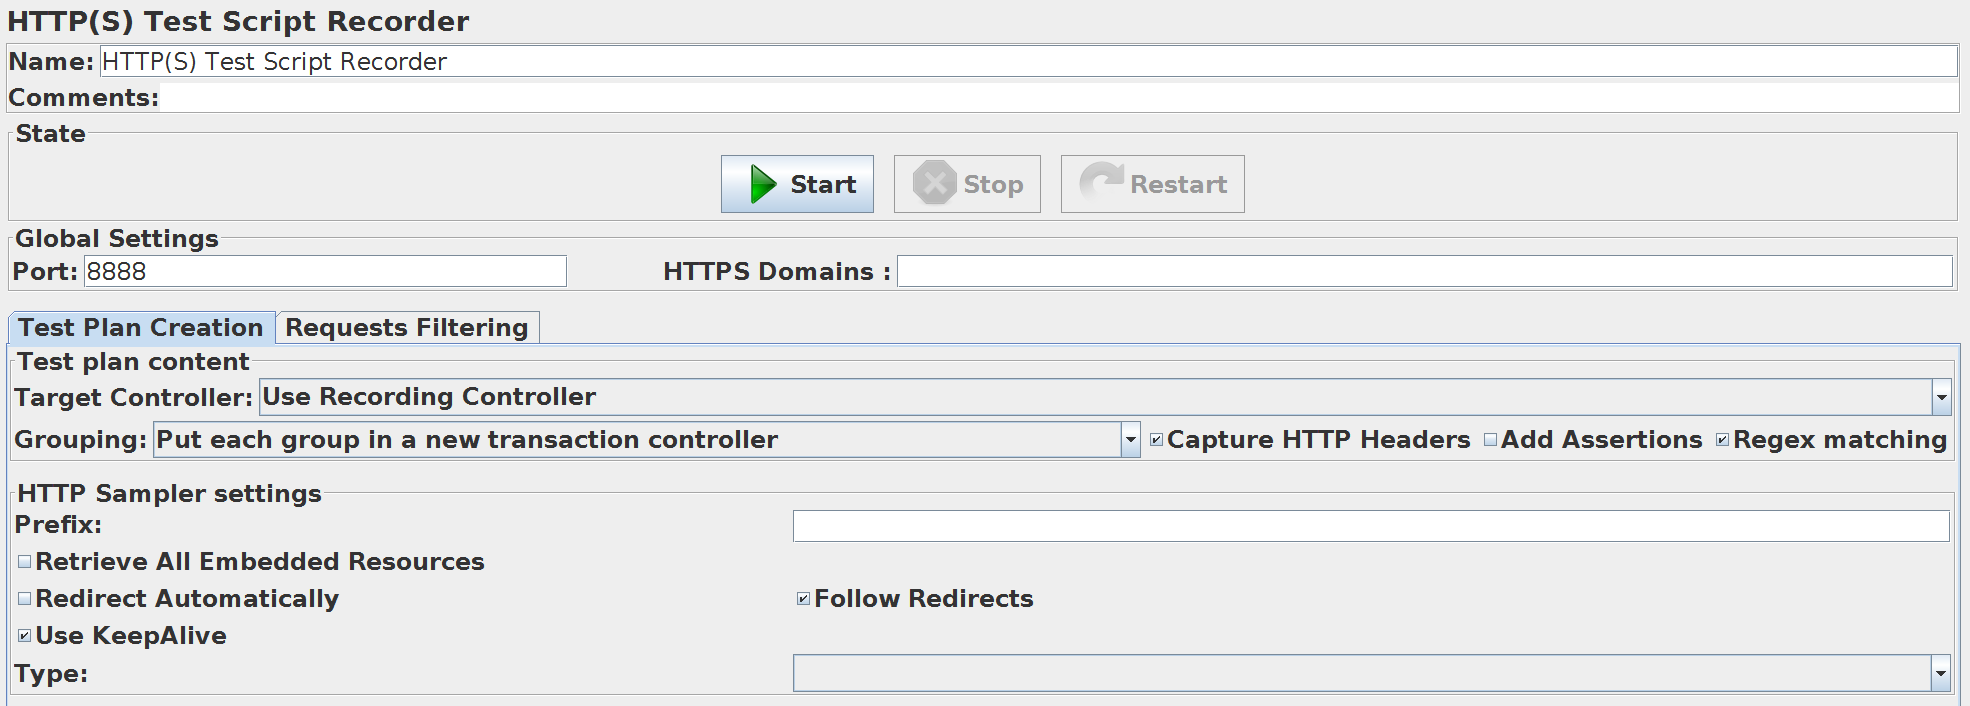 HTTP(S) Test Script Recorder
Name: HTTP(S) Test Script Recorder
Comments:
State
Start Stop Restart
Global Settings
Port: 8888 HTTPS Domains :
Test Plan Creation Requests Filtering
Test plan content
Target Controller: Use Recording Controller
Grouping: Put each group in a new transaction controller Capture HTTP Headers Add Assertions Regex matching
HTTP Sampler settings
Prefix:
Retrieve All Embedded Resources
Redirect Automatically Follow Redirects
Use KeepAlive
Type: